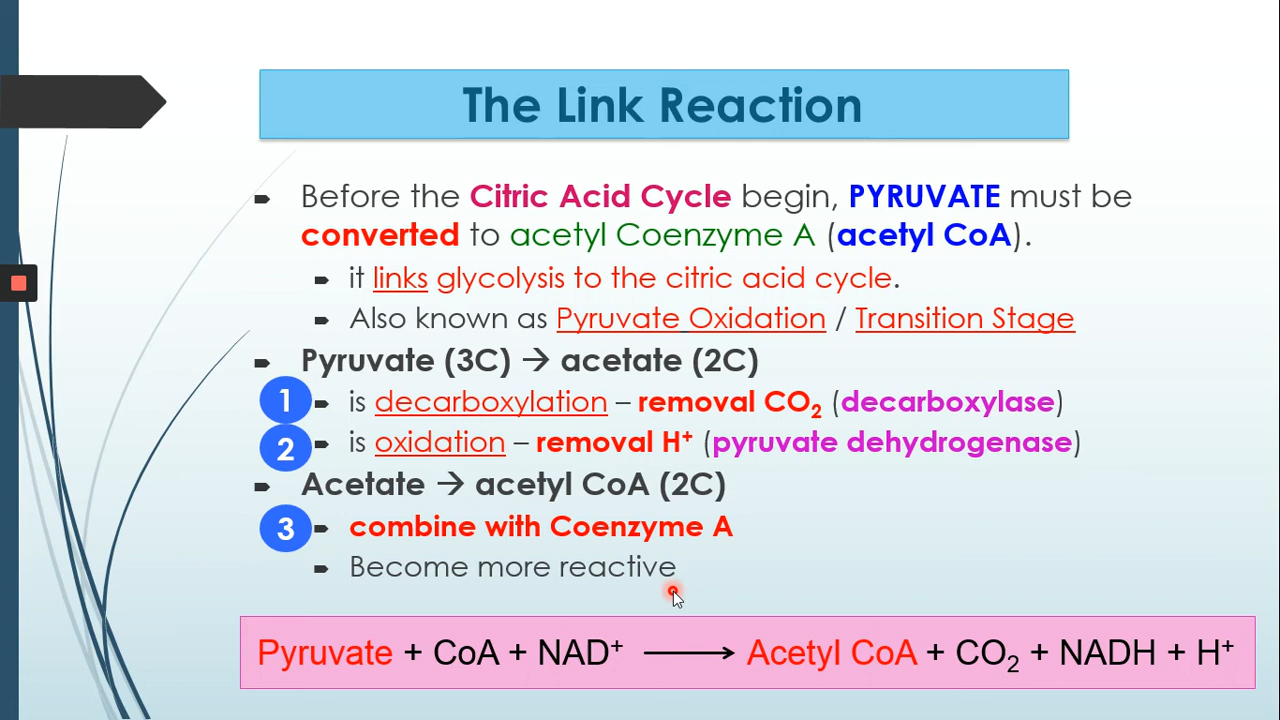 The Link Reaction
Before the Citric Acid Cycle begin, PYRUVATE must be
converted to acetyl Coenzyme A (acetyl CoA).
it links glycolysis to the citric acid cycle.
Also known as Pyruvate Oxidation / Transition Stage
Pyruvate (3C) → acetate (2C)
1 is decarboxylation – removal CO₂ (decarboxylase)
2 is oxidation – removal H⁺ (pyruvate dehydrogenase)
Acetate → acetyl CoA (2C)
3 combine with Coenzyme A
Become more reactive
Pyruvate + CoA + NAD⁺ ⟶ Acetyl CoA + CO₂ + NADH + H⁺